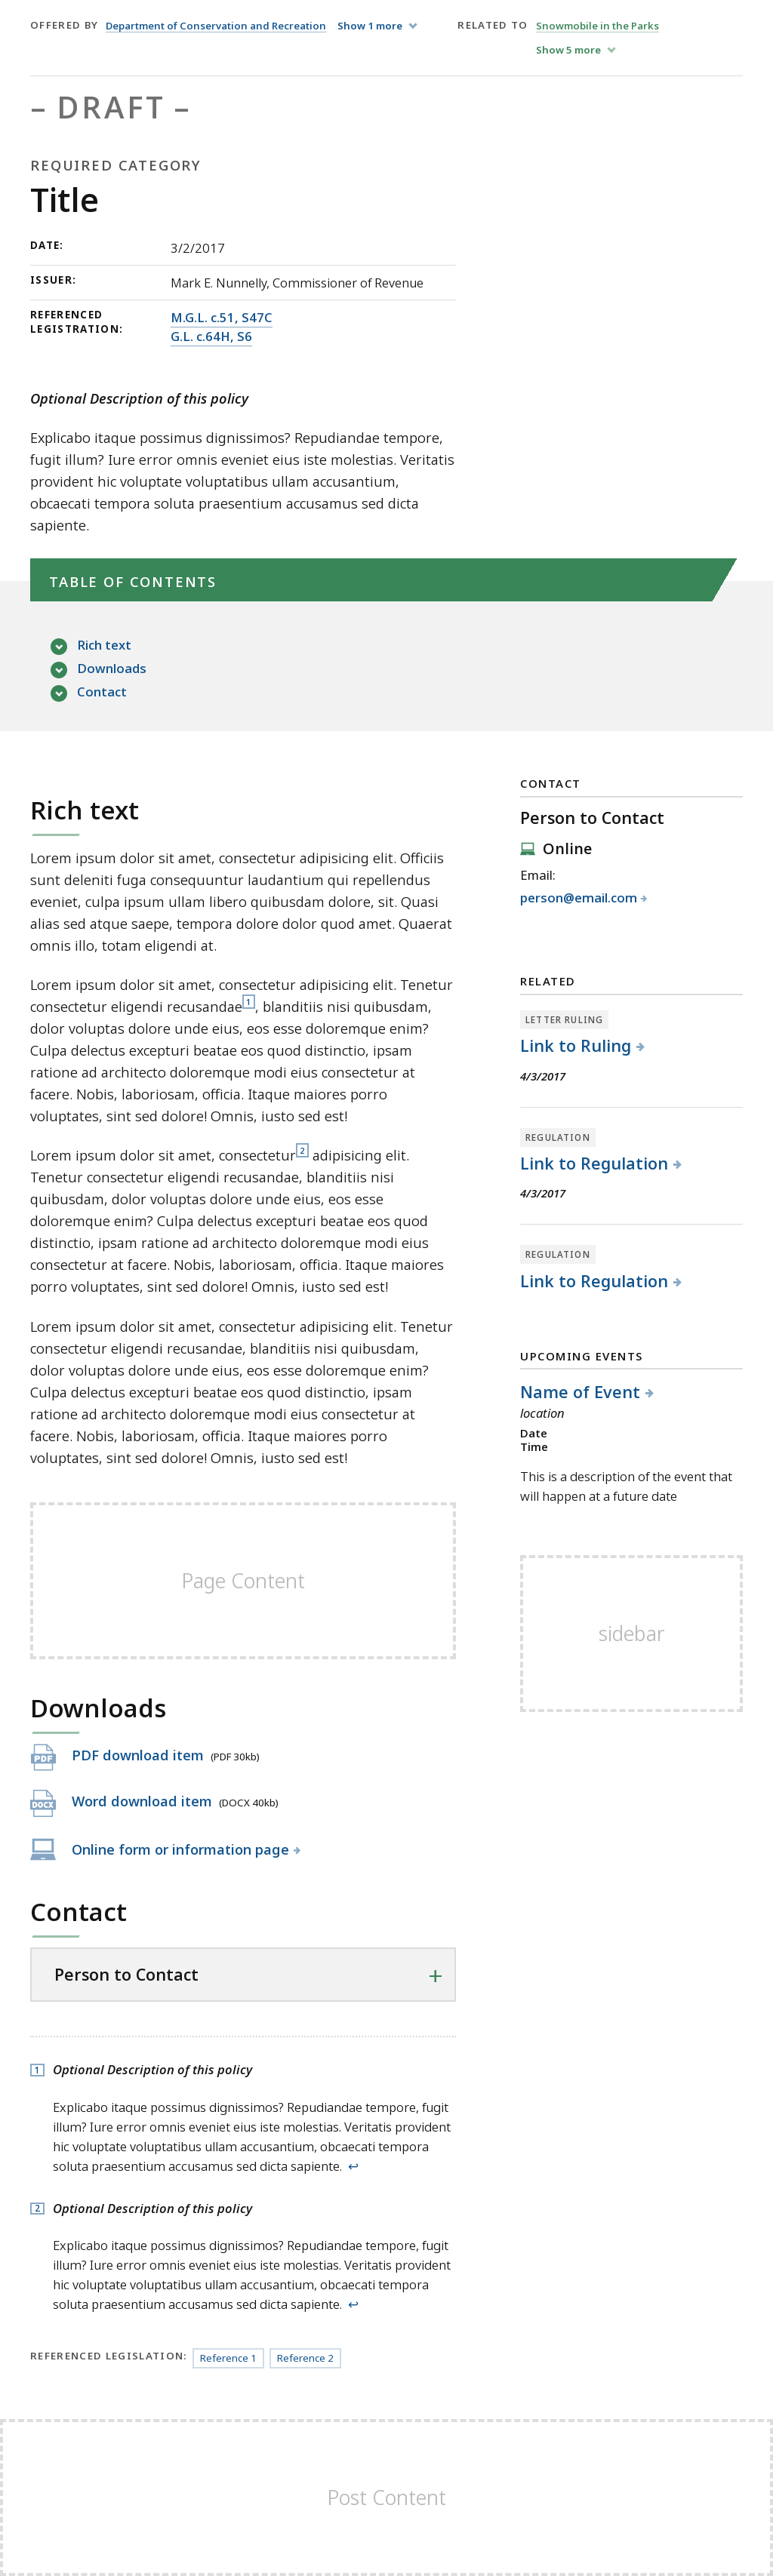 OFFERED BY Department of Conservation and Recreation Show 1 more
RELATED TO Snowmobile in the Parks
Show 5 more
– DRAFT –
REQUIRED CATEGORY
Title
DATE: 3/2/2017
ISSUER: Mark E. Nunnelly, Commissioner of Revenue
REFERENCED LEGISTRATION: M.G.L. c.51, S47C
G.L. c.64H, S6
Optional Description of this policy
Explicabo itaque possimus dignissimos? Repudiandae tempore,
fugit illum? Iure error omnis eveniet eius iste molestias. Veritatis
provident hic voluptate voluptatibus ullam accusantium,
obcaecati tempora soluta praesentium accusamus sed dicta
sapiente.
TABLE OF CONTENTS
Rich text
Downloads
Contact
Rich text
Lorem ipsum dolor sit amet, consectetur adipisicing elit. Officiis
sunt deleniti fuga consequuntur laudantium qui repellendus
eveniet, culpa ipsum ullam libero quibusdam dolore, sit. Quasi
alias sed atque saepe, tempora dolore dolor quod amet. Quaerat
omnis illo, totam eligendi at.
Lorem ipsum dolor sit amet, consectetur adipisicing elit. Tenetur
consectetur eligendi recusandae1, blanditiis nisi quibusdam,
dolor voluptas dolore unde eius, eos esse doloremque enim?
Culpa delectus excepturi beatae eos quod distinctio, ipsam
ratione ad architecto doloremque modi eius consectetur at
facere. Nobis, laboriosam, officia. Itaque maiores porro
voluptates, sint sed dolore! Omnis, iusto sed est!
Lorem ipsum dolor sit amet, consectetur2 adipisicing elit.
Tenetur consectetur eligendi recusandae, blanditiis nisi
quibusdam, dolor voluptas dolore unde eius, eos esse
doloremque enim? Culpa delectus excepturi beatae eos quod
distinctio, ipsam ratione ad architecto doloremque modi eius
consectetur at facere. Nobis, laboriosam, officia. Itaque maiores
porro voluptates, sint sed dolore! Omnis, iusto sed est!
Lorem ipsum dolor sit amet, consectetur adipisicing elit. Tenetur
consectetur eligendi recusandae, blanditiis nisi quibusdam,
dolor voluptas dolore unde eius, eos esse doloremque enim?
Culpa delectus excepturi beatae eos quod distinctio, ipsam
ratione ad architecto doloremque modi eius consectetur at
facere. Nobis, laboriosam, officia. Itaque maiores porro
voluptates, sint sed dolore! Omnis, iusto sed est!
Page Content
Downloads
PDF PDF download item (PDF 30kb)
DOCX Word download item (DOCX 40kb)
Online form or information page
Contact
Person to Contact +
1 Optional Description of this policy
Explicabo itaque possimus dignissimos? Repudiandae tempore, fugit
illum? Iure error omnis eveniet eius iste molestias. Veritatis provident
hic voluptate voluptatibus ullam accusantium, obcaecati tempora
soluta praesentium accusamus sed dicta sapiente. ↩
2 Optional Description of this policy
Explicabo itaque possimus dignissimos? Repudiandae tempore, fugit
illum? Iure error omnis eveniet eius iste molestias. Veritatis provident
hic voluptate voluptatibus ullam accusantium, obcaecati tempora
soluta praesentium accusamus sed dicta sapiente. ↩
REFERENCED LEGISLATION: Reference 1 Reference 2
CONTACT
Person to Contact
Online
Email:
person@email.com
RELATED
LETTER RULING
Link to Ruling
4/3/2017
REGULATION
Link to Regulation
4/3/2017
REGULATION
Link to Regulation
UPCOMING EVENTS
Name of Event
location
Date
Time
This is a description of the event that
will happen at a future date
sidebar
Post Content